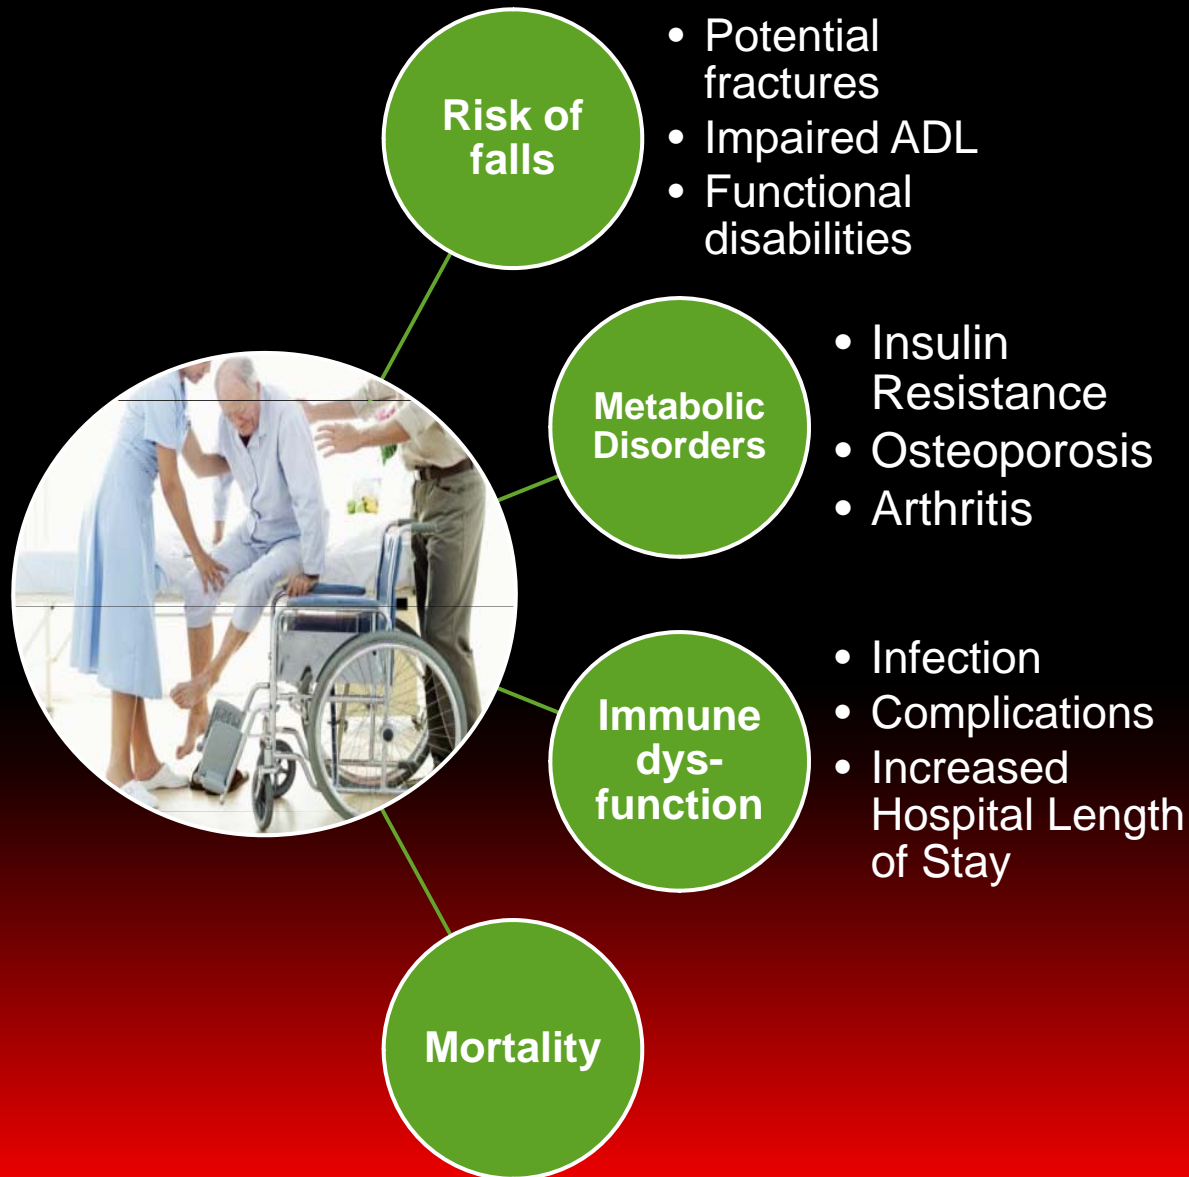 Risk of
falls
• Potential
fractures
• Impaired ADL
• Functional
disabilities
Metabolic
Disorders
• Insulin
Resistance
• Osteoporosis
• Arthritis
Immune
dys-
function
• Infection
• Complications
• Increased
Hospital Length
of Stay
Mortality